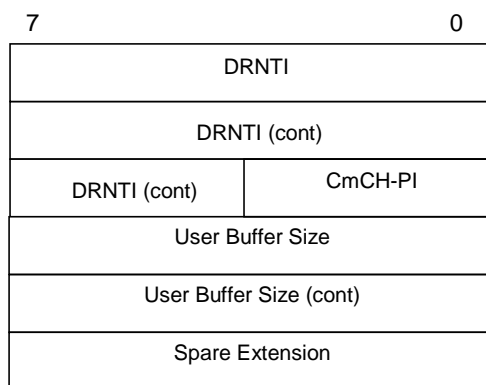 7 0
DRNTI
DRNTI (cont)
DRNTI (cont) CmCH-PI
User Buffer Size
User Buffer Size (cont)
Spare Extension